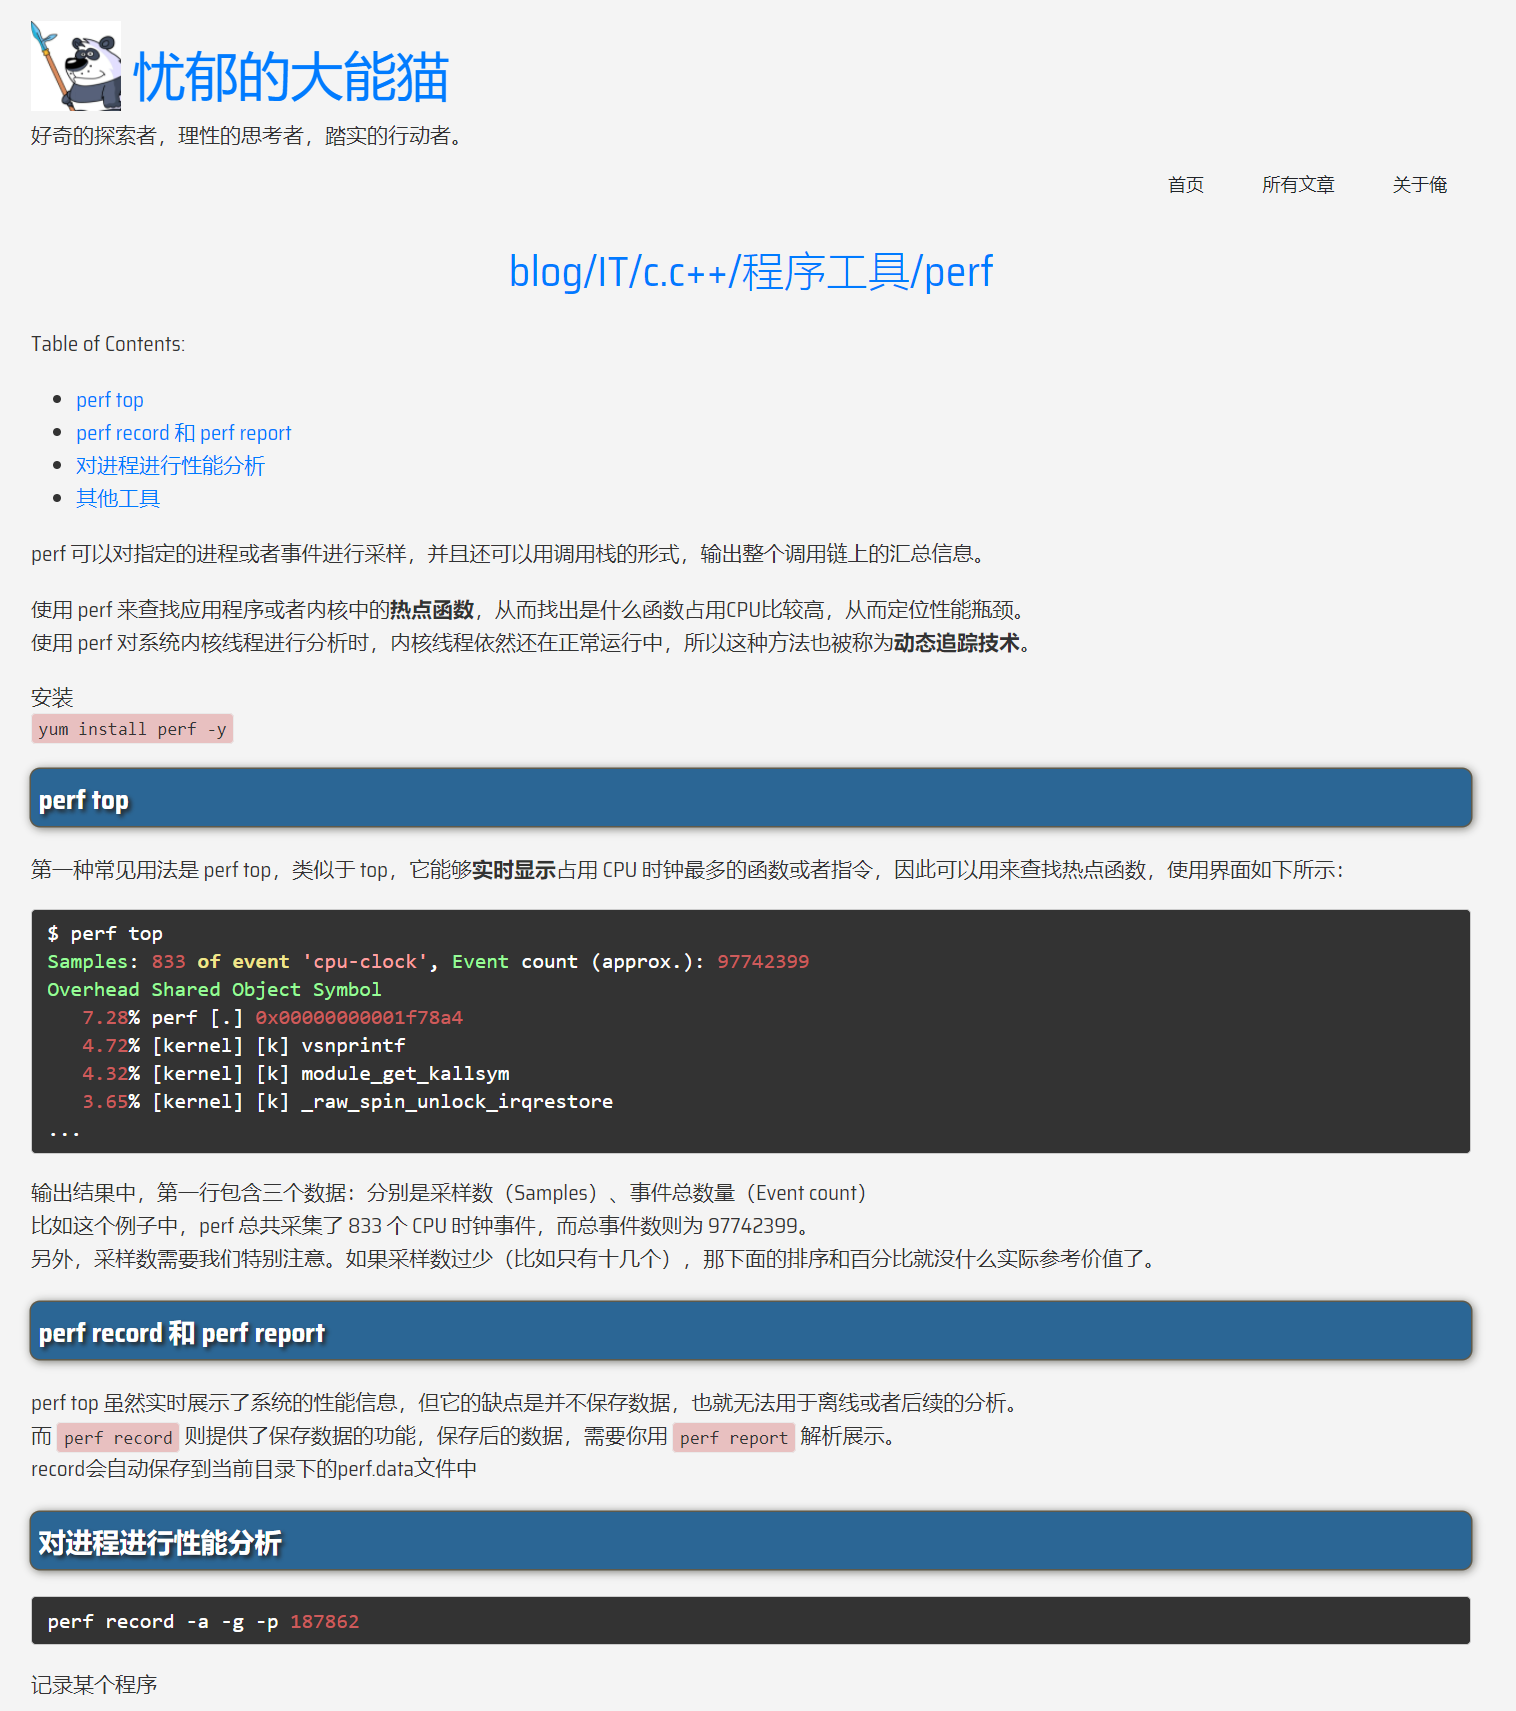 忧郁的大能猫
好奇的探索者，理性的思考者，踏实的行动者。
首页 所有文章 关于俺
blog/IT/c.c++/程序工具/perf
Table of Contents:
perf top
perf record 和 perf report
对进程进行性能分析
其他工具
perf 可以对指定的进程或者事件进行采样，并且还可以用调用栈的形式，输出整个调用链上的汇总信息。
使用 perf 来查找应用程序或者内核中的热点函数，从而找出是什么函数占用CPU比较高，从而定位性能瓶颈。
使用 perf 对系统内核线程进行分析时，内核线程依然还在正常运行中，所以这种方法也被称为动态追踪技术。
安装
yum install perf -y
perf top
第一种常见用法是 perf top，类似于 top，它能够实时显示占用 CPU 时钟最多的函数或者指令，因此可以用来查找热点函数，使用界面如下所示：
$ perf top
Samples: 833 of event 'cpu-clock', Event count (approx.): 97742399
Overhead Shared Object Symbol
7.28% perf [.] 0x00000000001f78a4
4.72% [kernel] [k] vsnprintf
4.32% [kernel] [k] module_get_kallsym
3.65% [kernel] [k] _raw_spin_unlock_irqrestore
...
输出结果中，第一行包含三个数据：分别是采样数（Samples）、事件总数量（Event count）
比如这个例子中，perf 总共采集了 833 个 CPU 时钟事件，而总事件数则为 97742399。
另外，采样数需要我们特别注意。如果采样数过少（比如只有十几个），那下面的排序和百分比就没什么实际参考价值了。
perf record 和 perf report
perf top 虽然实时展示了系统的性能信息，但它的缺点是并不保存数据，也就无法用于离线或者后续的分析。
而 perf record 则提供了保存数据的功能，保存后的数据，需要你用 perf report 解析展示。
record会自动保存到当前目录下的perf.data文件中
对进程进行性能分析
perf record -a -g -p 187862
记录某个程序